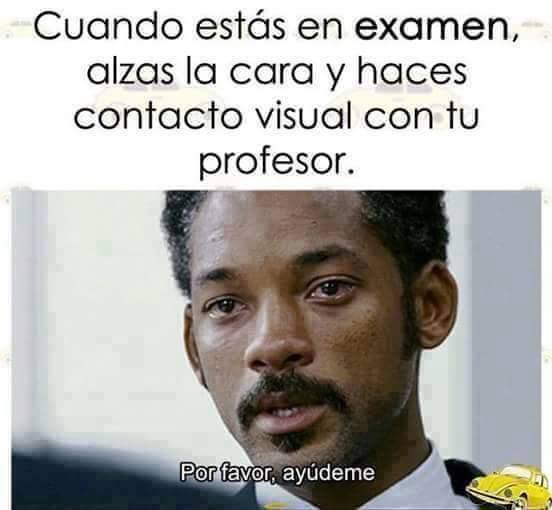 Cuando estás en examen,
alzas la cara y haces
contacto visual con tu
profesor.
Por favor, ayúdeme